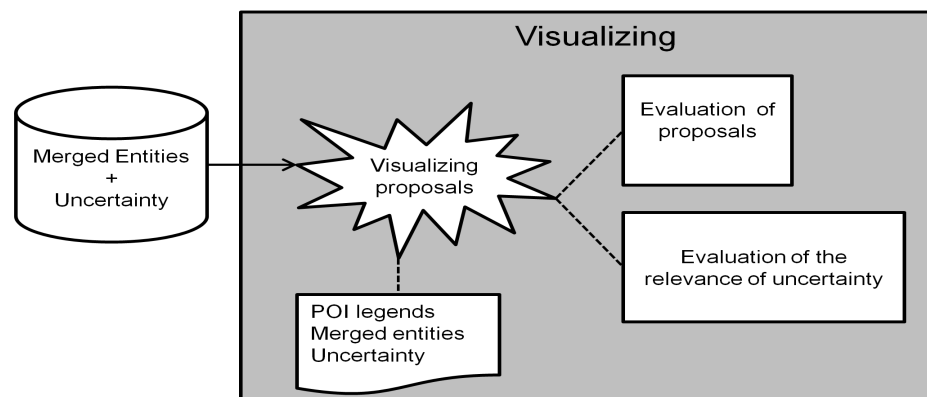 Visualizing
Merged Entities
+
Uncertainty
Visualizing
proposals
Evaluation of
proposals
Evaluation of the
relevance of uncertainty
POI legends
Merged entities
Uncertainty